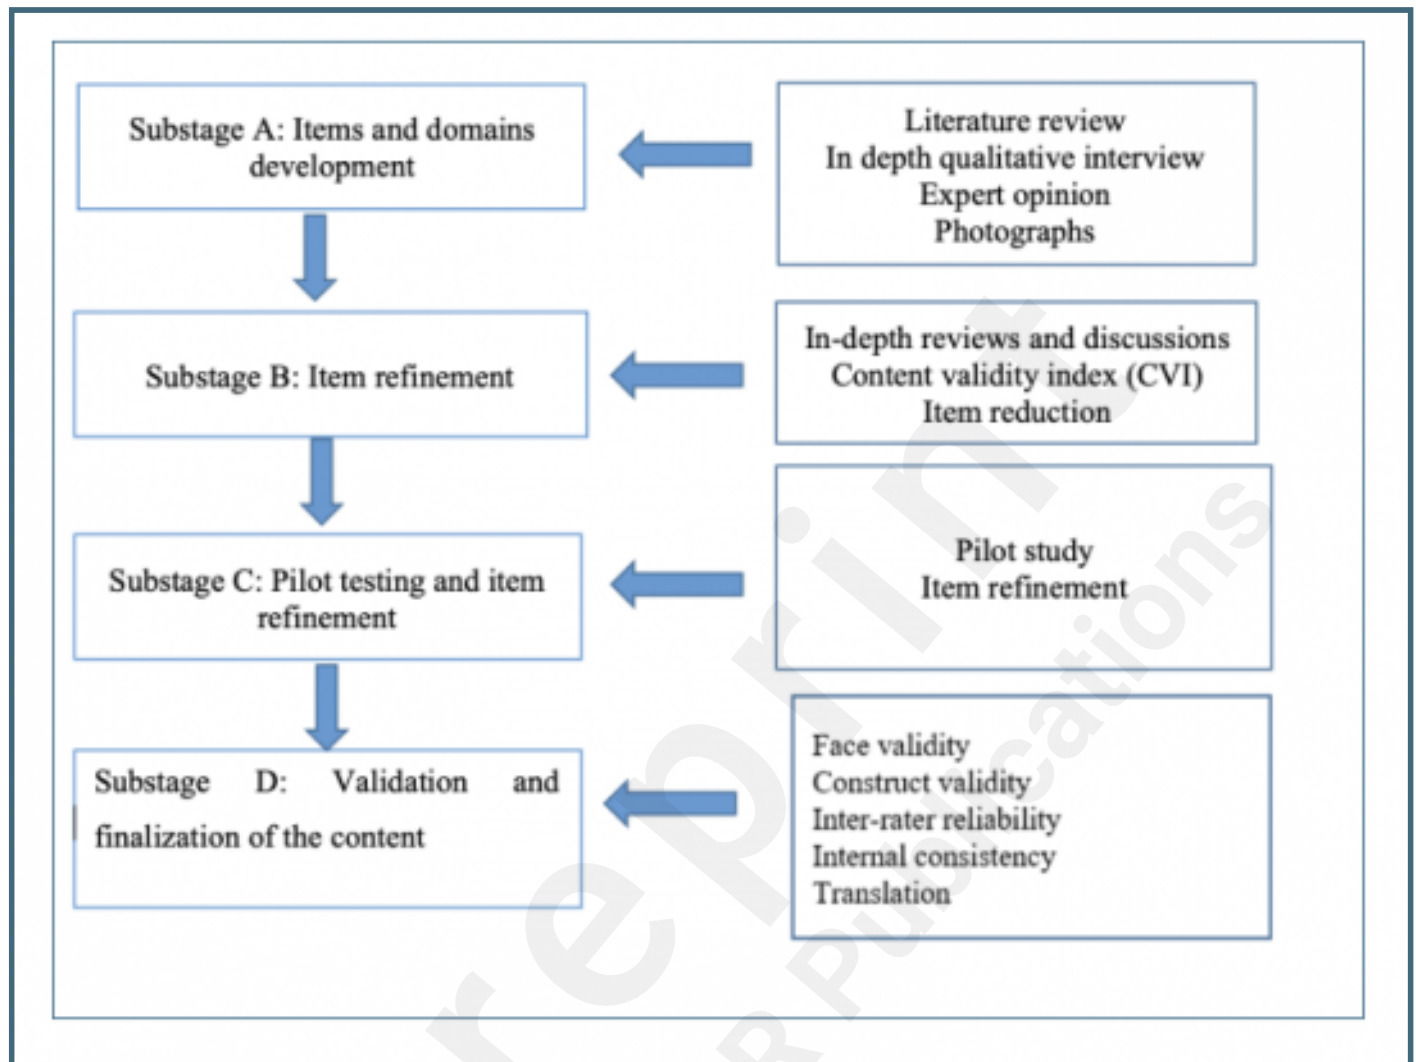 Substage A: Items and domains
development
Literature review
In depth qualitative interview
Expert opinion
Photographs
Substage B: Item refinement
In-depth reviews and discussions
Content validity index (CVI)
Item reduction
Substage C: Pilot testing and item
refinement
Pilot study
Item refinement
Substage D: Validation and
finalization of the content
Face validity
Construct validity
Inter-rater reliability
Internal consistency
Translation
reprint
R Publications